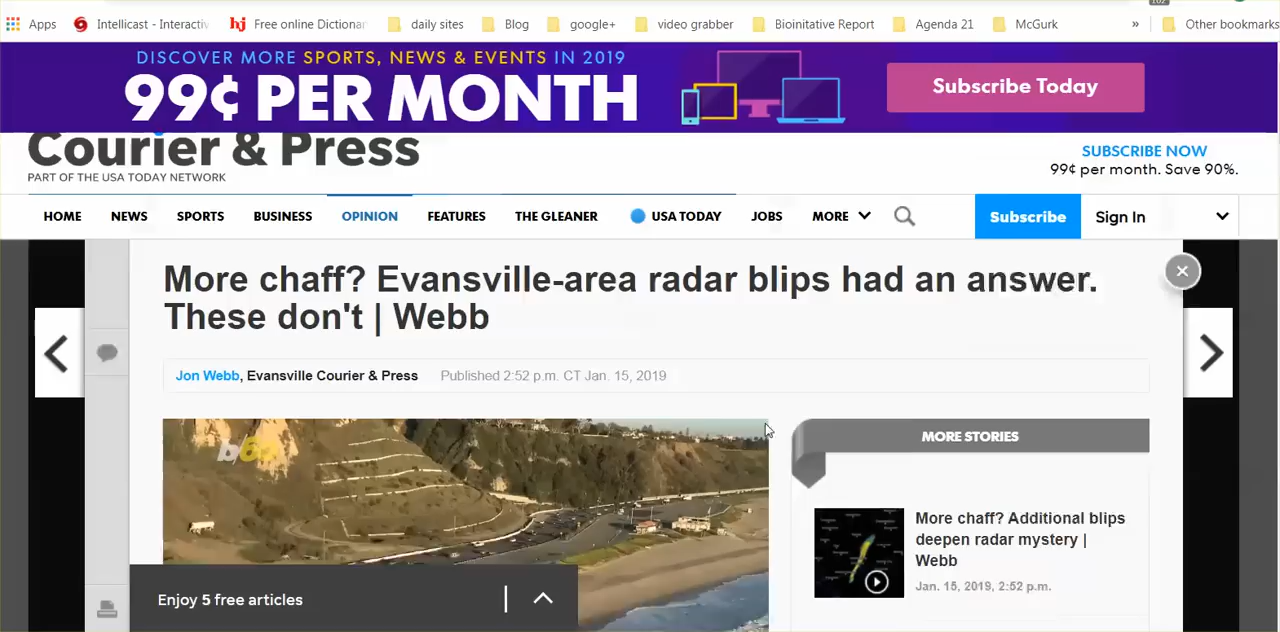 Apps
Intellicast - Interactiv
hj Free online Dictionar
daily sites
Blog
google+
video grabber
Bioinitative Report
Agenda 21
McGurk
»
Other bookmarks
DISCOVER MORE SPORTS, NEWS & EVENTS IN 2019
99¢ PER MONTH
Subscribe Today
Courier & Press
PART OF THE USA TODAY NETWORK
SUBSCRIBE NOW
99¢ per month. Save 90%.
HOME
NEWS
SPORTS
BUSINESS
OPINION
FEATURES
THE GLEANER
USA TODAY
JOBS
MORE
Subscribe
Sign In
More chaff? Evansville-area radar blips had an answer.
These don't | Webb
Jon Webb, Evansville Courier & Press
Published 2:52 p.m. CT Jan. 15, 2019
MORE STORIES
More chaff? Additional blips
deepen radar mystery |
Webb
Jan. 15, 2019, 2:52 p.m.
Enjoy 5 free articles